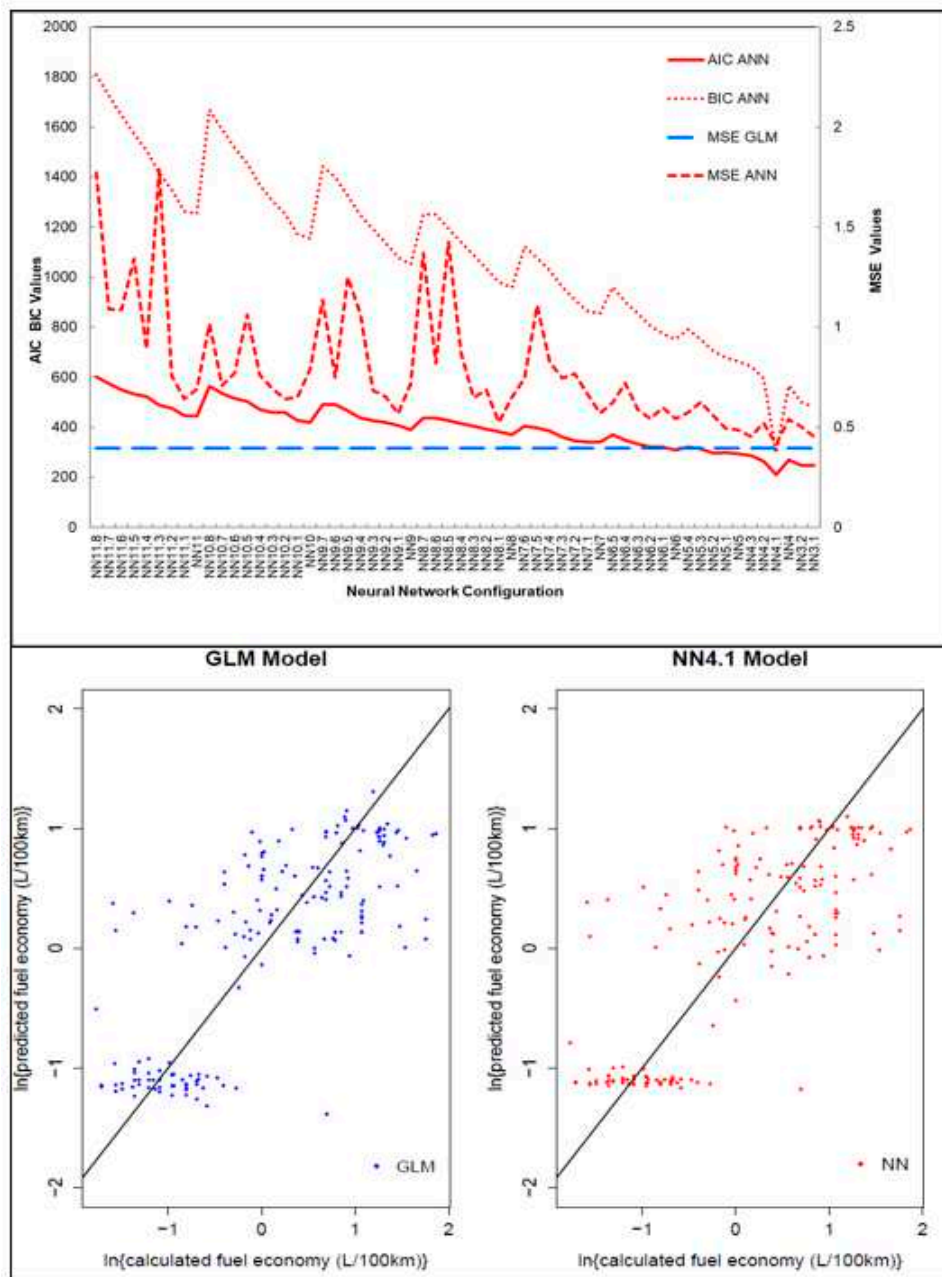 2000
1800
1600
1400
1200
1000
800
600
400
200
0
AIC BIC Values
2.5
2
1.5
1
0.5
0
MSE Values
AIC ANN
BIC ANN
MSE GLM
MSE ANN
NN11.8
NN11.7
NN11.6
NN11.5
NN11.4
NN11.3
NN11.2
NN11.1
NN11
NN10.8
NN10.7
NN10.6
NN10.5
NN10.4
NN10.3
NN10.2
NN10.1
NN10
NN9.7
NN9.6
NN9.5
NN9.4
NN9.3
NN9.2
NN9.1
NN9
NN8.7
NN8.6
NN8.5
NN8.4
NN8.3
NN8.2
NN8.1
NN8
NN7.6
NN7.5
NN7.4
NN7.3
NN7.2
NN7.1
NN7
NN6.5
NN6.4
NN6.3
NN6.2
NN6.1
NN6
NN5.4
NN5.3
NN5.2
NN5.1
NN5
NN4.3
NN4.2
NN4.1
NN4
NN3.2
NN3.1
Neural Network Configuration
GLM Model
ln{predicted fuel economy (L/100km)}
2
1
0
−1
−2
GLM
−1 0 1 2
ln{calculated fuel economy (L/100km)}
NN4.1 Model
ln{predicted fuel economy (L/100km)}
2
1
0
−1
−2
NN
−1 0 1 2
ln{calculated fuel economy (L/100km)}